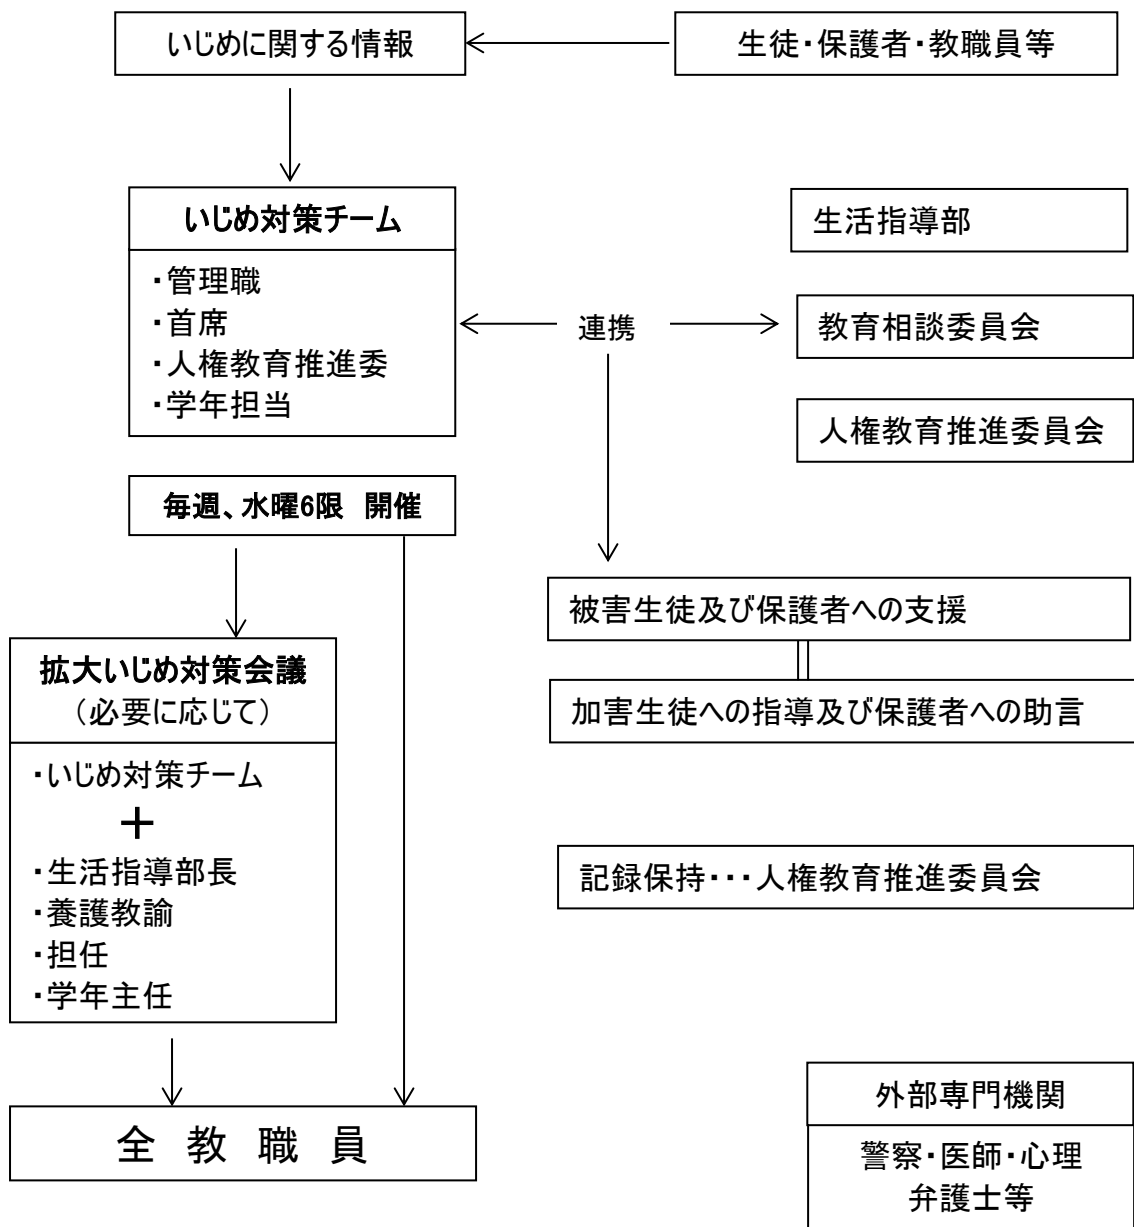 いじめに関する情報
生徒・保護者・教職員等
いじめ対策チーム
・管理職
・首席
・人権教育推進委
・学年担当
連携
生活指導部
教育相談委員会
人権教育推進委員会
毎週、水曜6限　開催
被害生徒及び保護者への支援
加害生徒への指導及び保護者への助言
拡大いじめ対策会議
（必要に応じて）
・いじめ対策チーム
＋
・生活指導部長
・養護教諭
・担任
・学年主任
記録保持・・・人権教育推進委員会
全　教　職　員
外部専門機関
警察・医師・心理
弁護士等